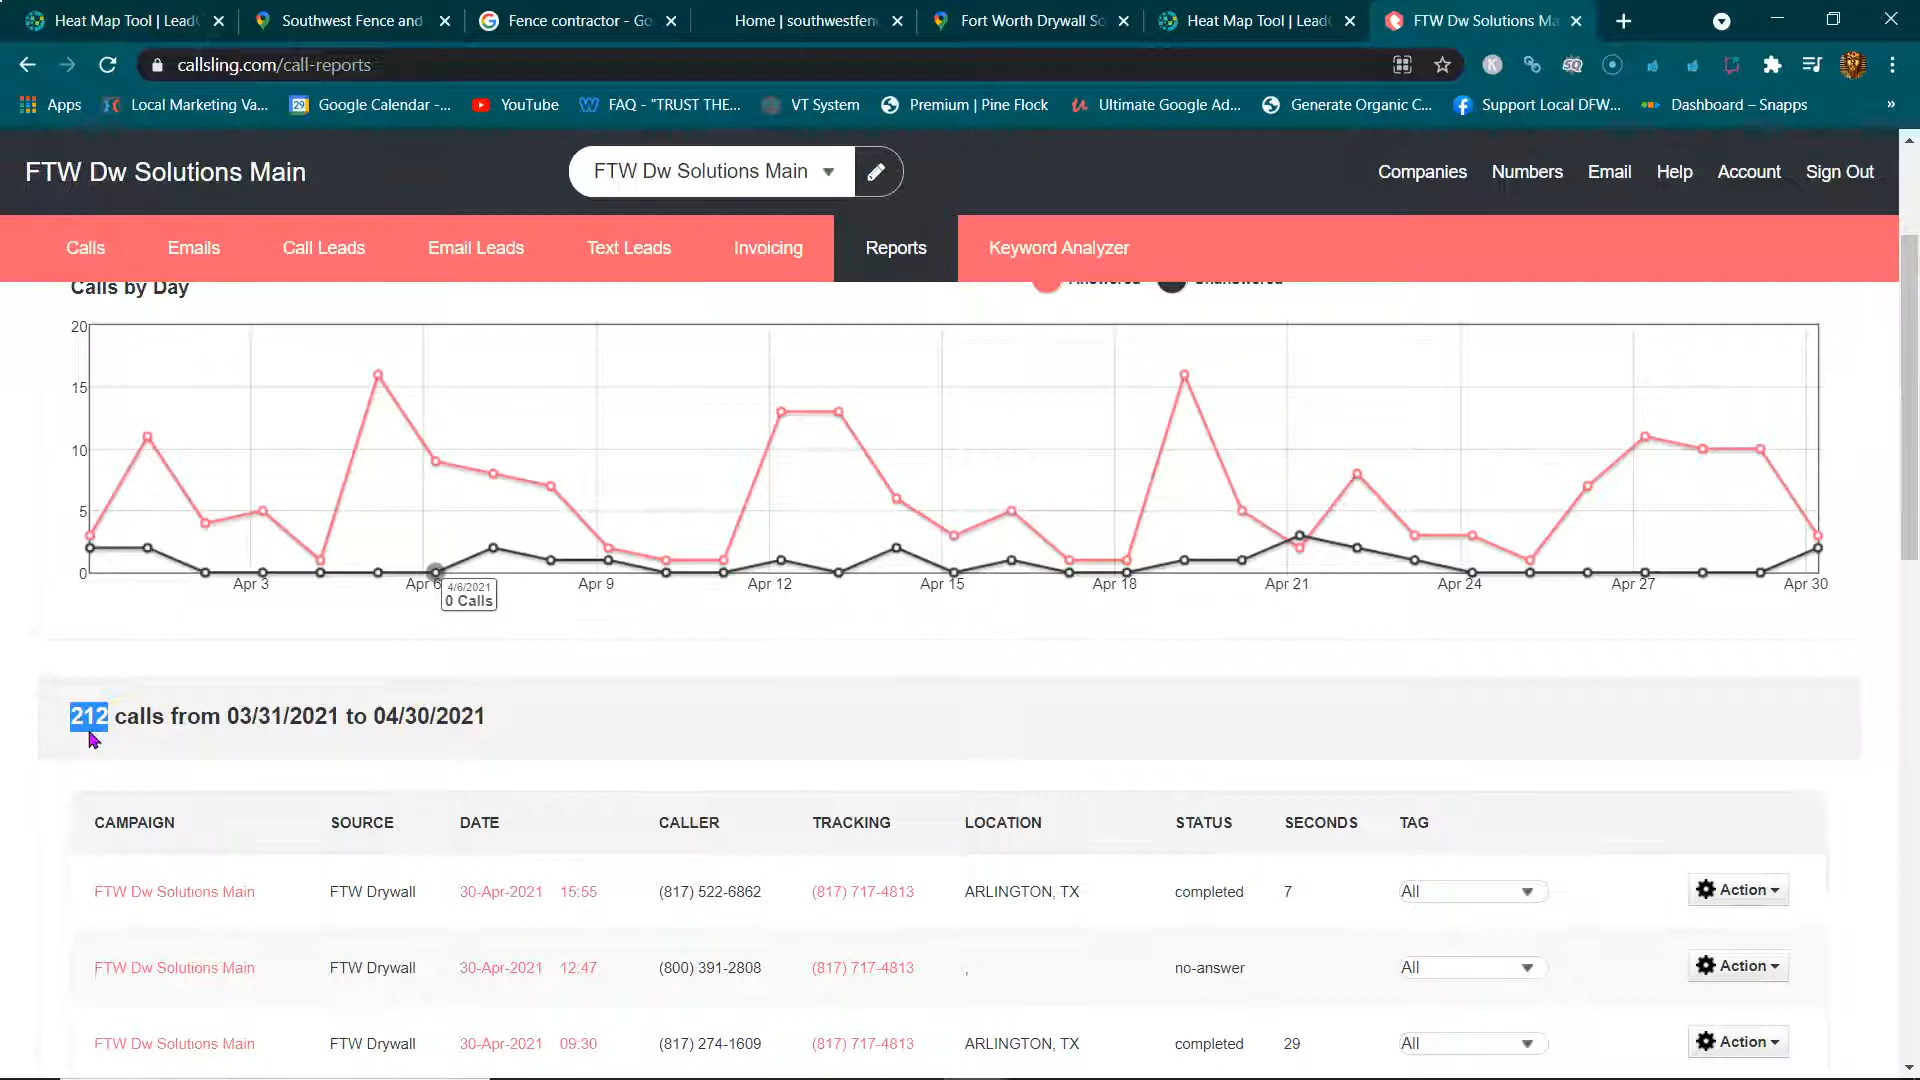 Heat Map Tool | Lead
Southwest Fence and
Fence contractor - Go
Home | southwestfen
Fort Worth Drywall So
Heat Map Tool | Lead
FTW Dw Solutions Ma
callsling.com/call-reports
Apps
Local Marketing Va...
29
Google Calendar -...
YouTube
FAQ - "TRUST THE...
VT System
Premium | Pine Flock
Ultimate Google Ad...
Generate Organic C...
Support Local DFW...
Dashboard – Snapps
»
FTW Dw Solutions Main
FTW Dw Solutions Main
Companies
Numbers
Email
Help
Account
Sign Out
Calls
Emails
Call Leads
Email Leads
Text Leads
Invoicing
Reports
Keyword Analyzer
Calls by Day
Answered
Unanswered
20
15
10
5
0
Apr 3
Apr 6
Apr 9
Apr 12
Apr 15
Apr 18
Apr 21
Apr 24
Apr 27
Apr 30
4/6/2021
0 Calls
212 calls from 03/31/2021 to 04/30/2021
CAMPAIGN SOURCE DATE CALLER TRACKING LOCATION STATUS SECONDS TAG
FTW Dw Solutions Main FTW Drywall 30-Apr-2021 15:55 (817) 522-6862 (817) 717-4813 ARLINGTON, TX completed 7 All Action
FTW Dw Solutions Main FTW Drywall 30-Apr-2021 12:47 (800) 391-2808 (817) 717-4813 , no-answer All Action
FTW Dw Solutions Main FTW Drywall 30-Apr-2021 09:30 (817) 274-1609 (817) 717-4813 ARLINGTON, TX completed 29 All Action